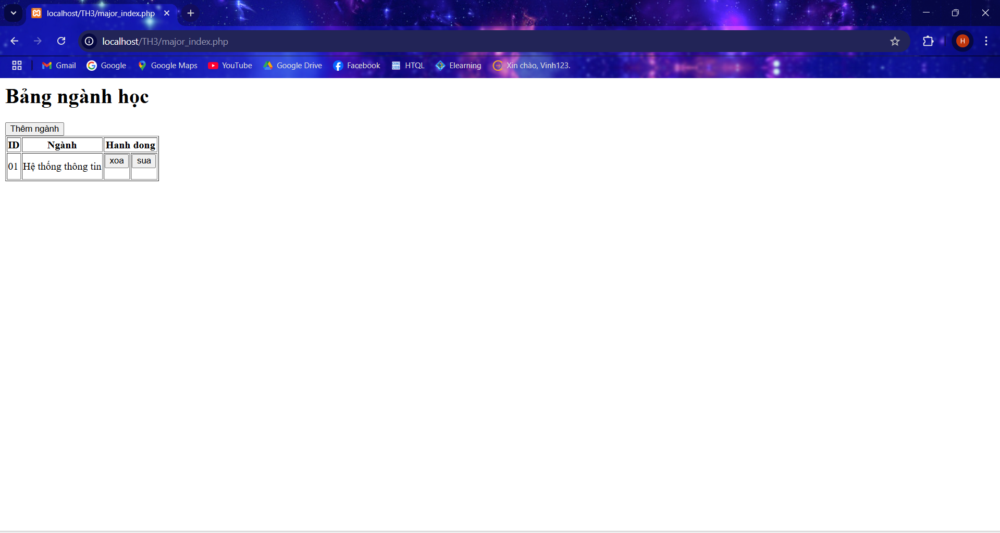 localhost/TH3/major_index.php
localhost/TH3/major_index.php
H
Gmail Google Google Maps YouTube Google Drive Facebook HTQL Elearning Xin chào, Vinh123.
Bảng ngành học
Thêm ngành
ID Ngành Hanh dong
01 Hệ thống thông tin xoa sua